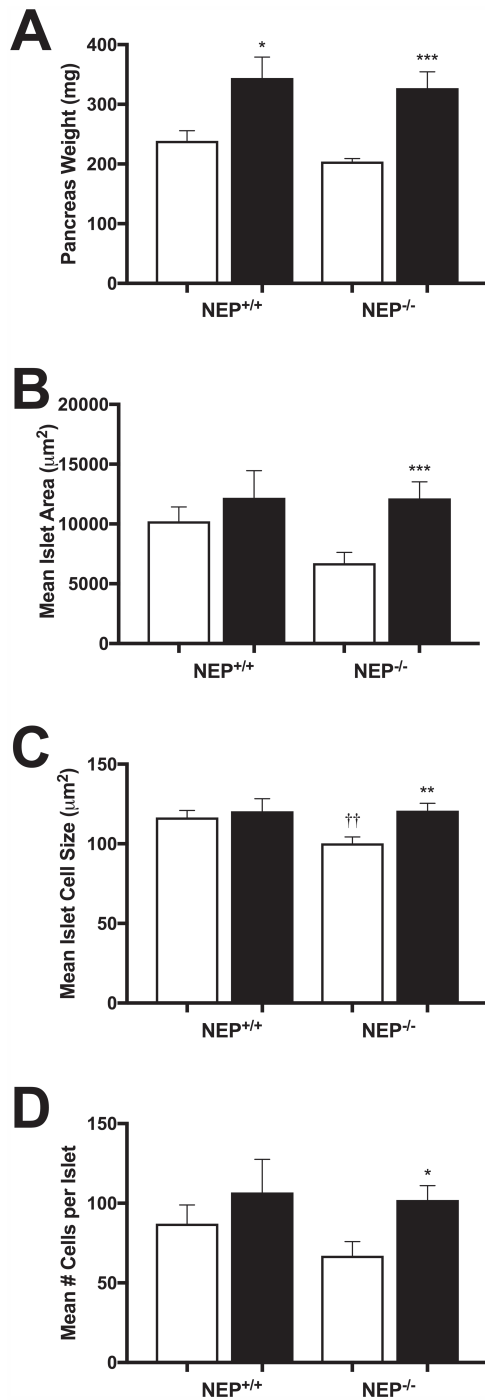 A
Pancreas Weight (mg)
400
300
200
100
0
*
***
NEP+/+
NEP-/-
B
Mean Islet Area (μm²)
20000
15000
10000
5000
0
***
NEP+/+
NEP-/-
C
Mean Islet Cell Size (μm²)
150
100
50
0
††
**
NEP+/+
NEP-/-
D
Mean # Cells per Islet
150
100
50
0
*
NEP+/+
NEP-/-